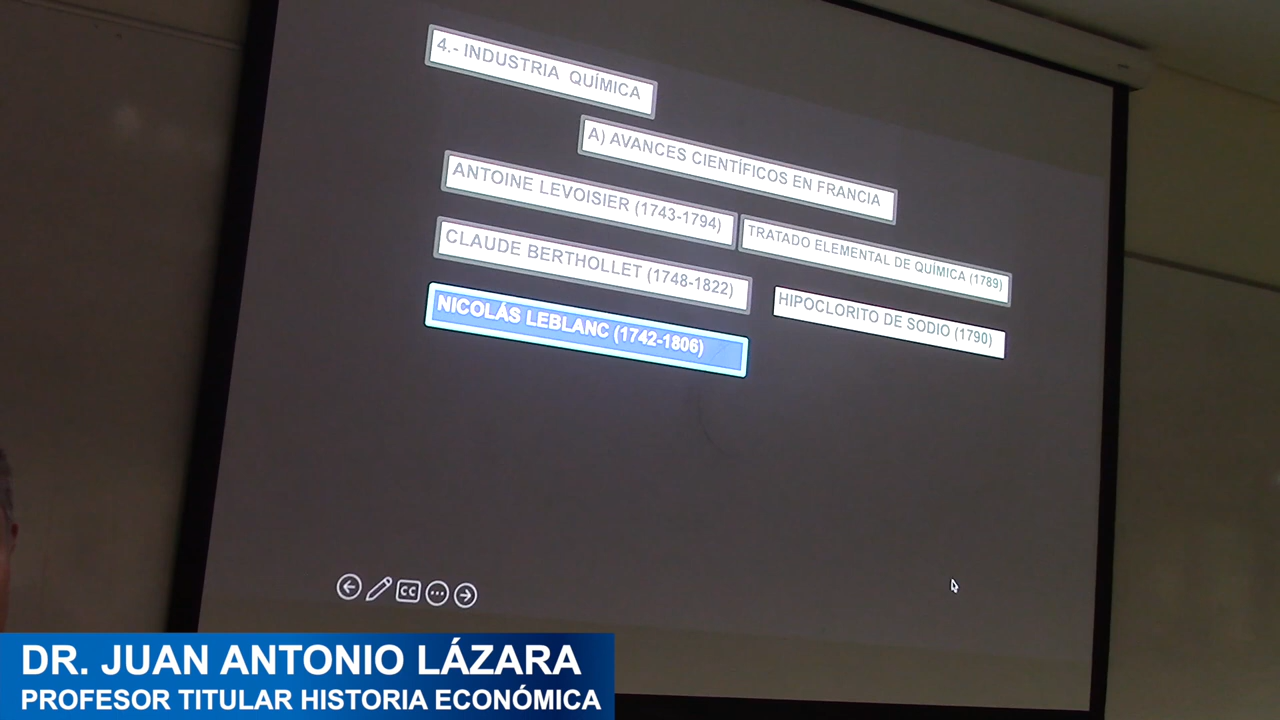 4.- INDUSTRIA QUÍMICA
A) AVANCES CIENTÍFICOS EN FRANCIA
ANTOINE LEVOISIER (1743-1794)
TRATADO ELEMENTAL DE QUÍMICA (1789)
CLAUDE BERTHOLLET (1748-1822)
HIPOCLORITO DE SODIO (1790)
NICOLÁS LEBLANC (1742-1806)
CC
DR. JUAN ANTONIO LÁZARA
PROFESOR TITULAR HISTORIA ECONÓMICA